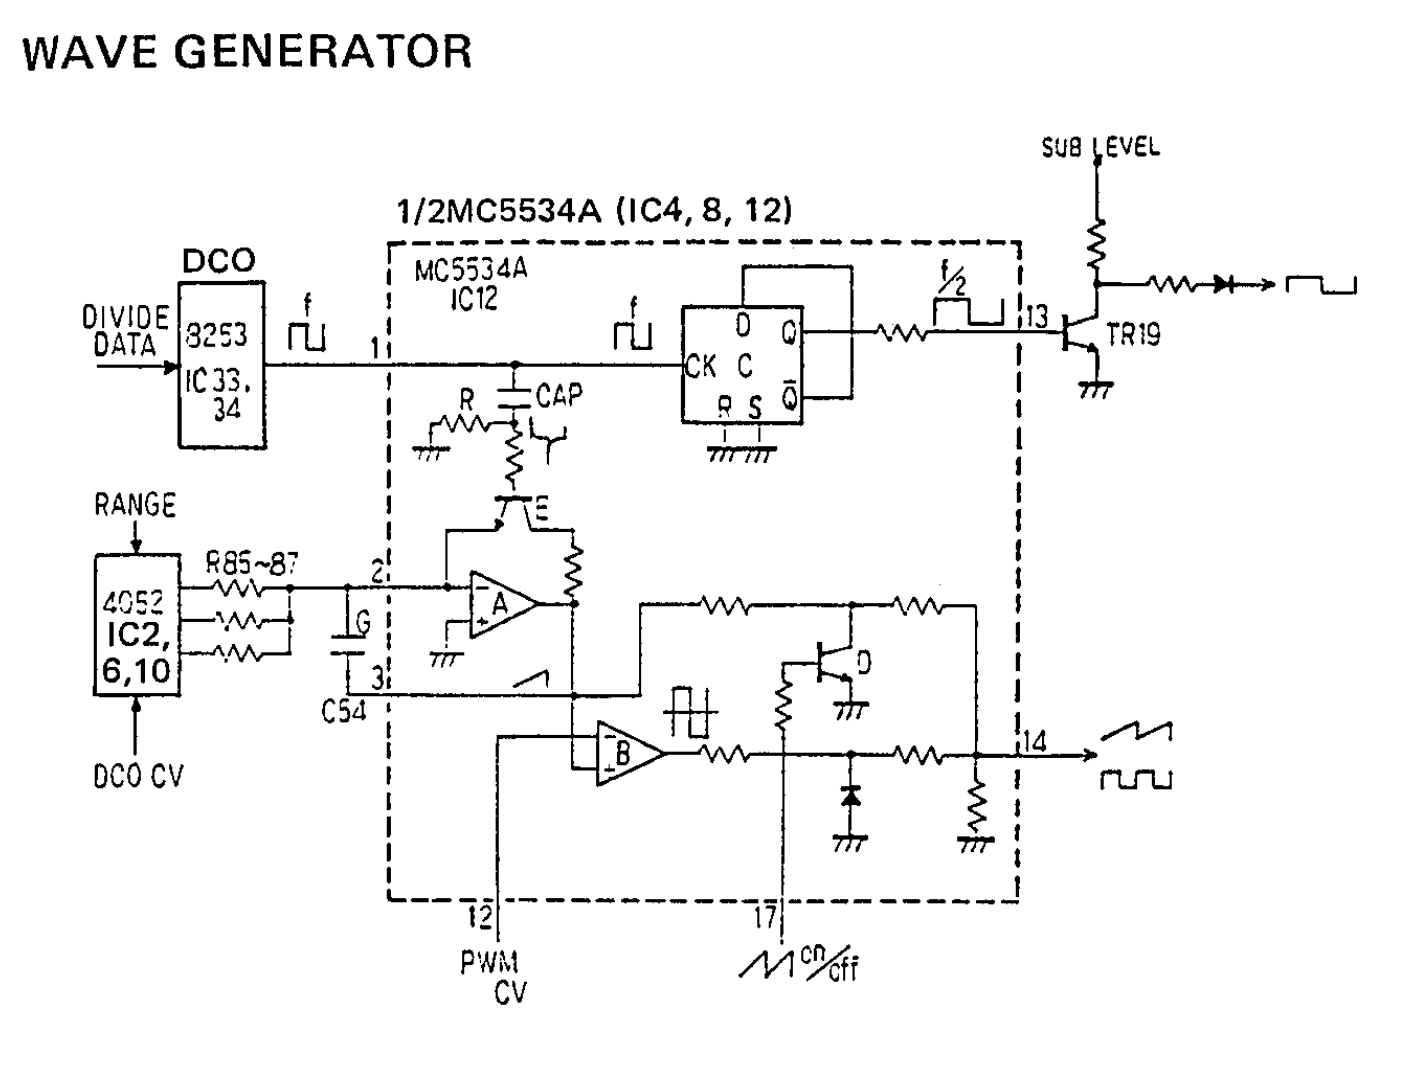 WAVE GENERATOR
SUB LEVEL
1/2MC5534A (IC4, 8, 12)
DCO
MC5534A
IC12
f
f
f/2
DIVIDE
DATA
8253
IC33.
34
1
D
Q
13
TR19
CK
C
R
CAP
R
S
Q̅
RANGE
E
R85~87
2
4052
IC2,
6,10
G
A
−
+
3
D
C54
B
−
+
14
DCO CV
12
17
PWM
CV
on/off